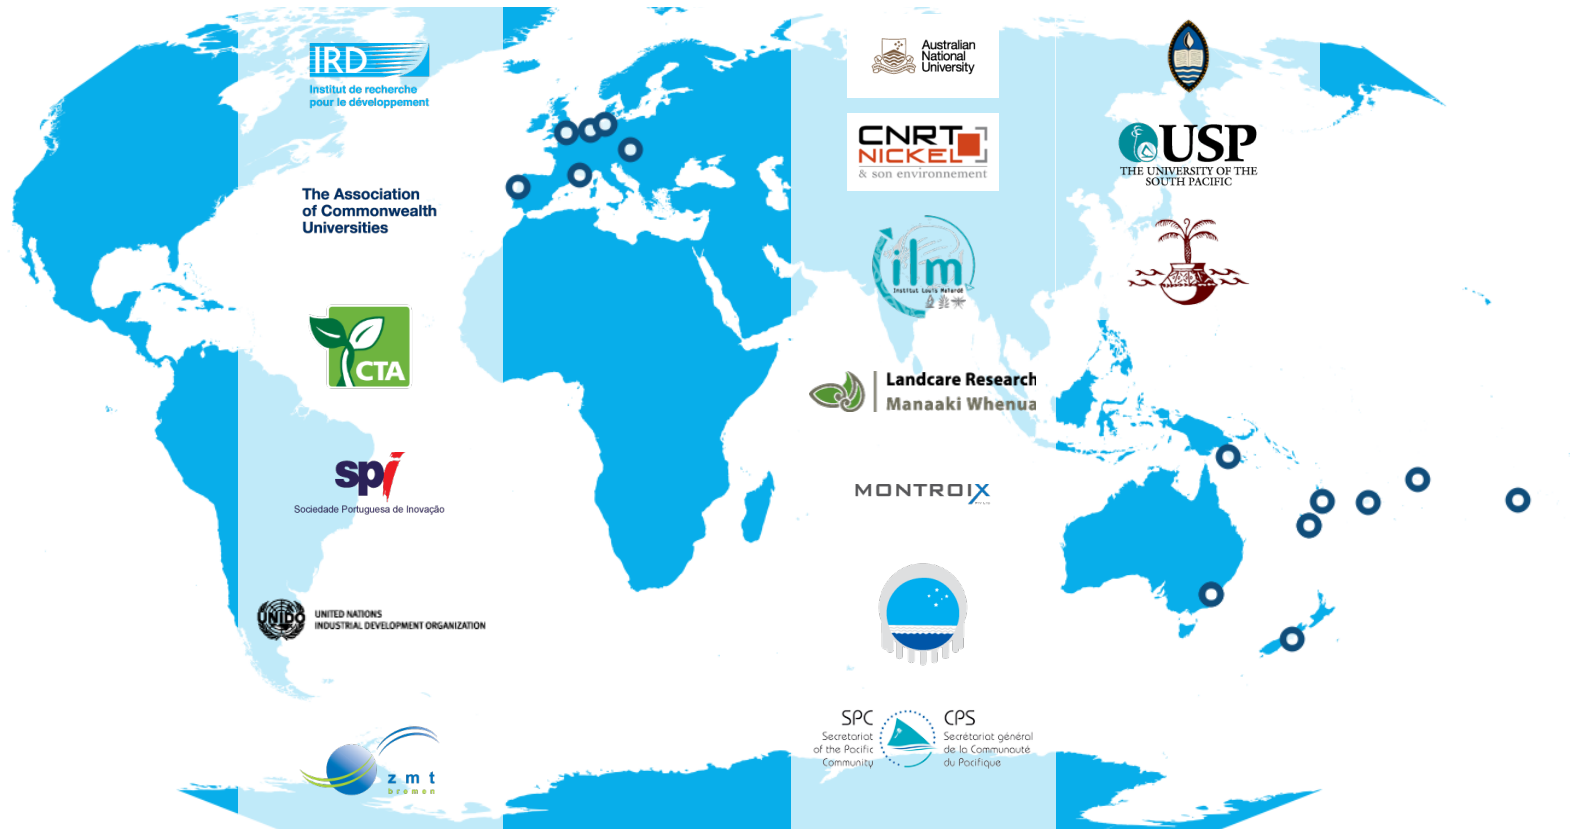 IRD
Institut de recherche
pour le développement
The Association
of Commonwealth
Universities
CTA
spi
Sociedade Portuguesa de Inovação
UNIDO
UNITED NATIONS
INDUSTRIAL DEVELOPMENT ORGANIZATION
zmt
bremen
Australian
National
University
CNRT
NICKEL
& son environnement
ilm
Institut Louis Malardé
Landcare Research
Manaaki Whenua
MONTROIX
SPC
Secretariat
of the Pacific
Community
CPS
Secrétariat général
de la Communauté
du Pacifique
USP
THE UNIVERSITY OF THE
SOUTH PACIFIC